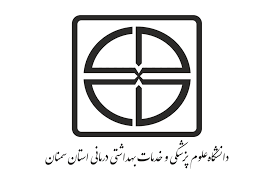 دانشگاه علوم پزشکی و خدمات بهداشتی درمانی استان سمنان